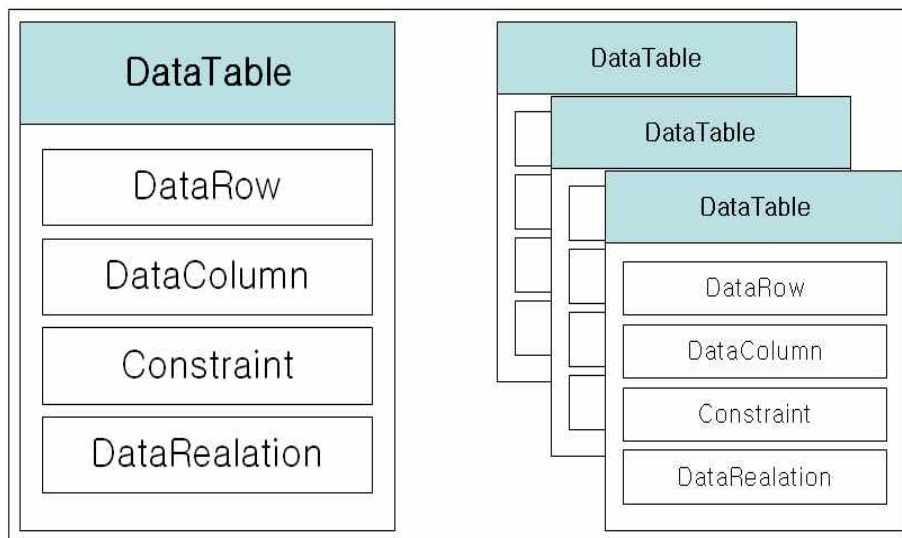 DataTable
DataRow
DataColumn
Constraint
DataRealation
DataTable
DataTable
DataTable
DataRow
DataColumn
Constraint
DataRealation